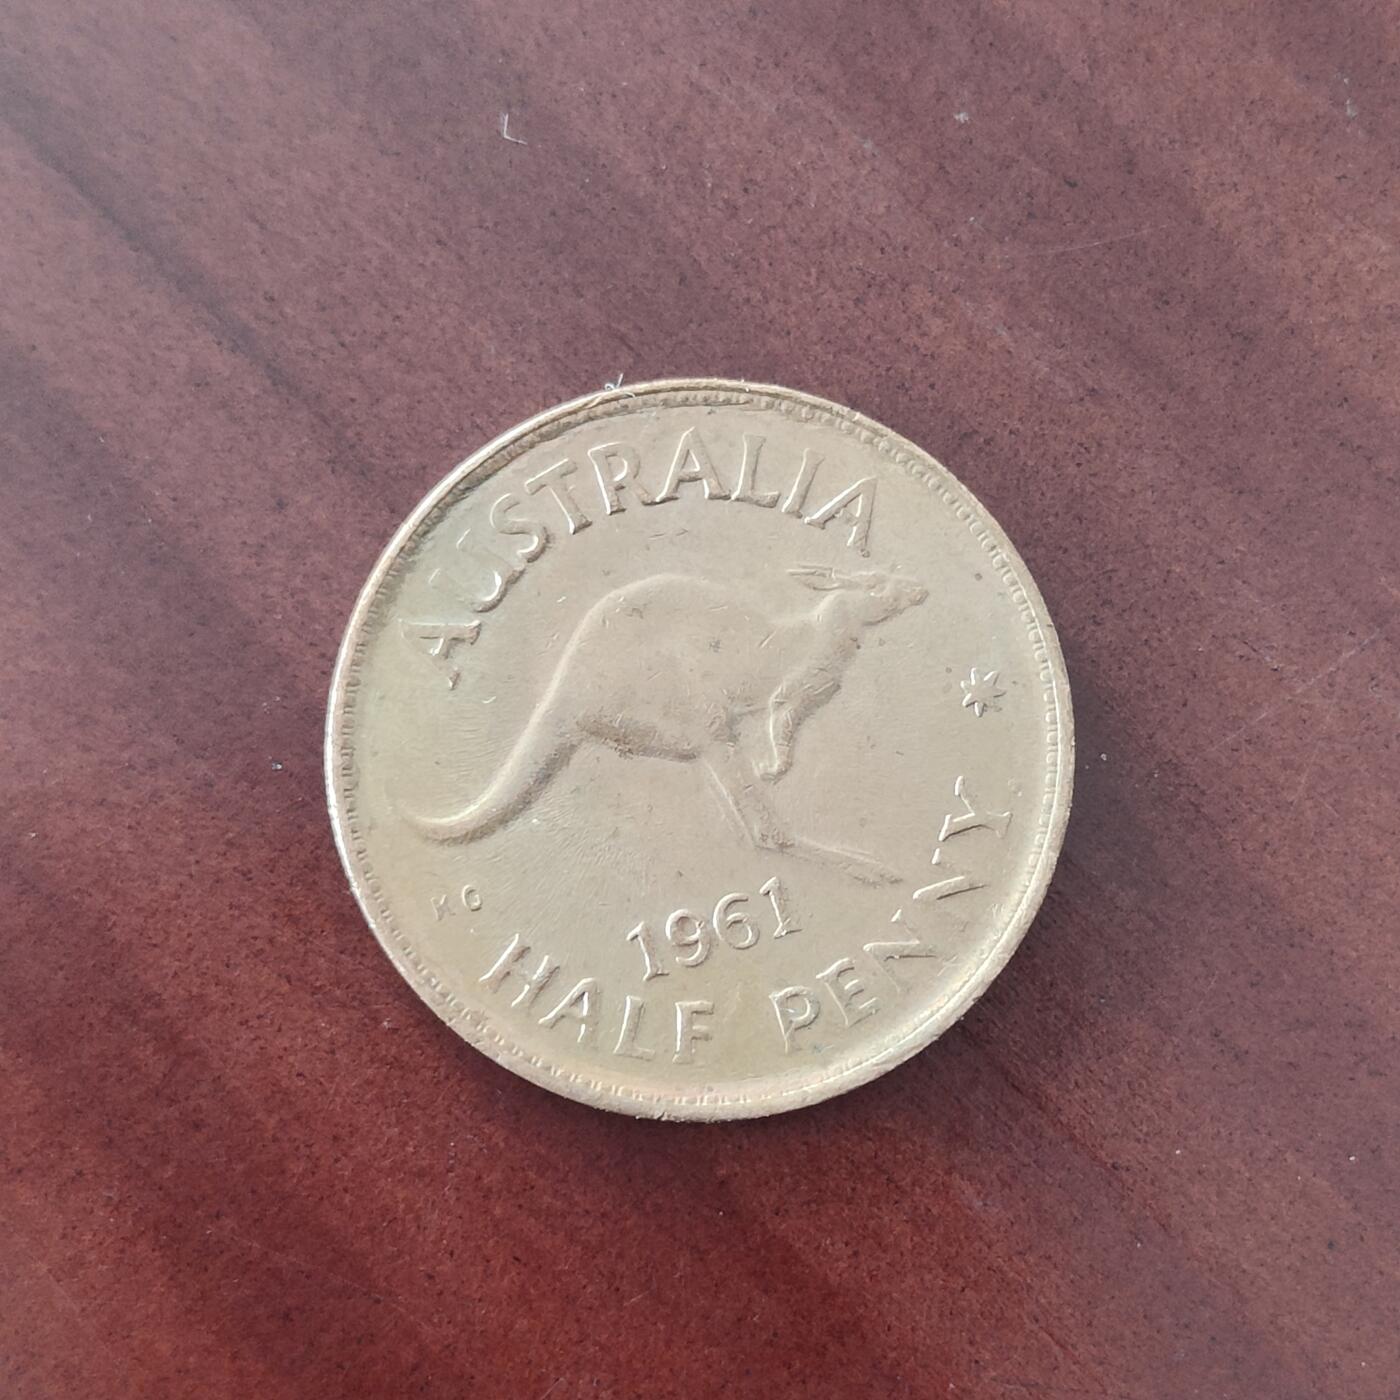 AUSTRALIA
KG
1961
HALF PENNY